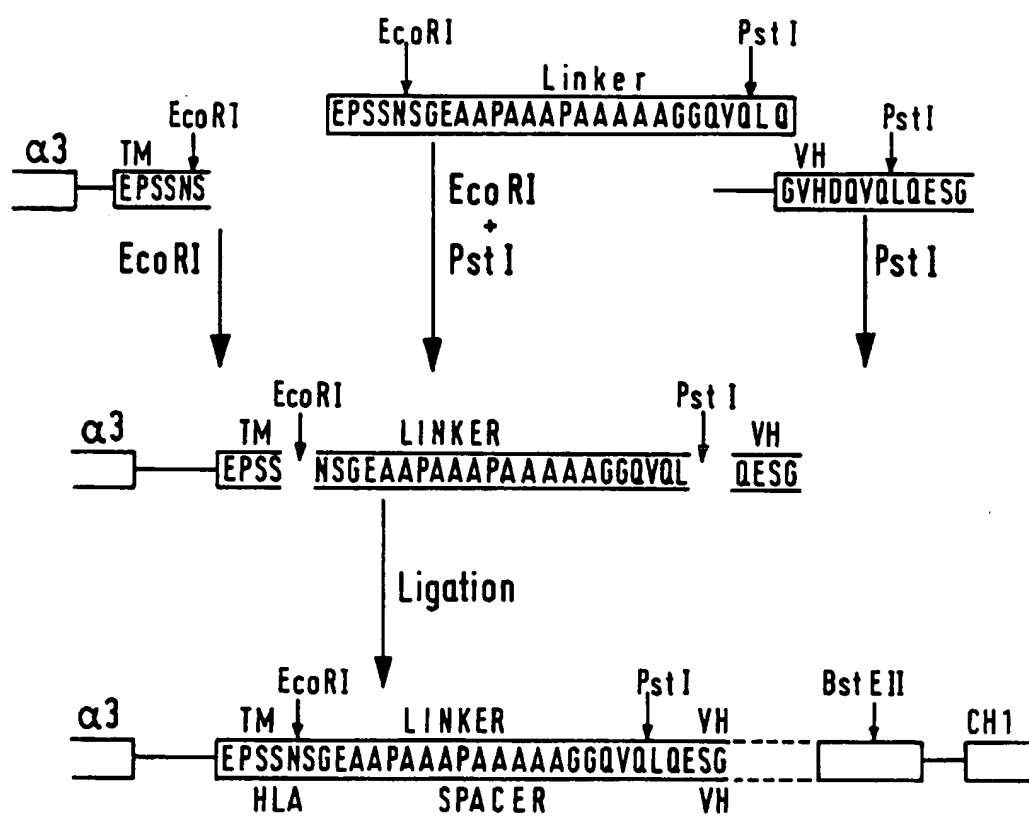 EcoRI PstI
Linker
EPSSNSGEAAPAAAPAAAAAGGQVQLQ
EcoRI
PstI
α3 TM
EPSSNS
VH
GVHDQVQLQESG
EcoRI
+
PstI
EcoRI
PstI
EcoRI PstI
α3 TM LINKER VH
EPSS NSGEAAPAAAPAAAAAGGQVQL QESG
Ligation
EcoRI PstI BstEII
α3 TM LINKER VH CH1
EPSSNSGEAAPAAAPAAAAAGGQVQLQESG
HLA SPACER VH